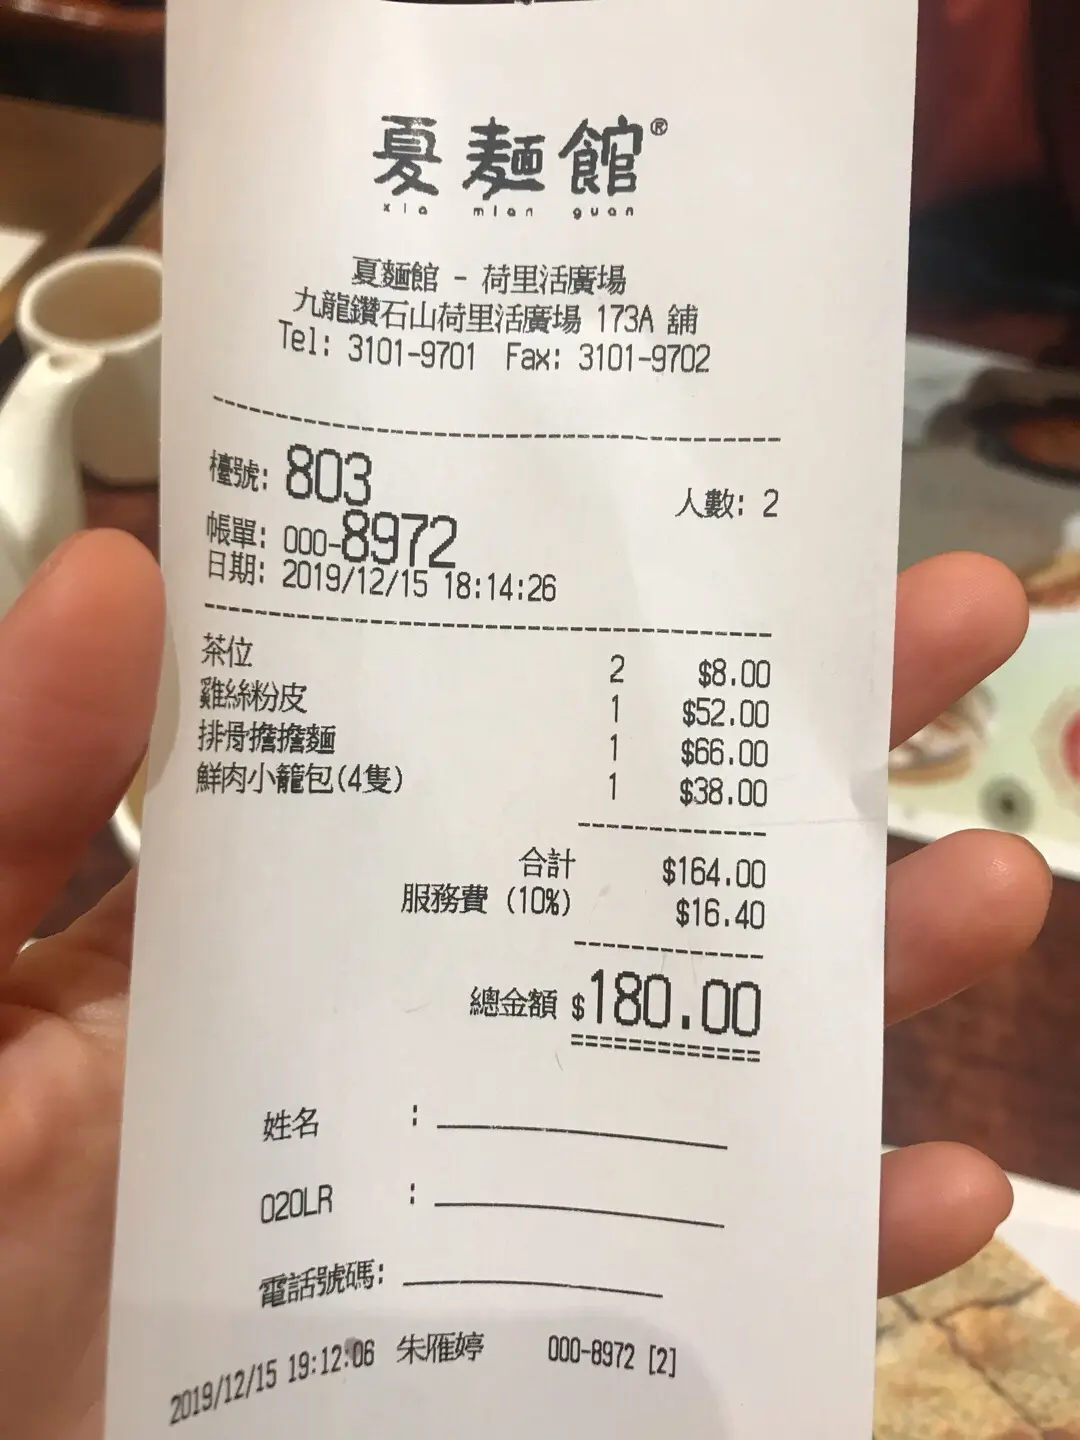 夏麵館®
xia mian guan
夏麵館 - 荷里活廣場
九龍鑽石山荷里活廣場 173A 舖
Tel: 3101-9701 Fax: 3101-9702
檯號: 803 人數: 2
帳單: 000-8972
日期: 2019/12/15 18:14:26
茶位 2 $8.00
雞絲粉皮 1 $52.00
排骨擔擔麵 1 $66.00
鮮肉小籠包(4隻) 1 $38.00
合計 $164.00
服務費 (10%) $16.40
總金額 $180.00
姓名 :
020LR :
電話號碼:
2019/12/15 19:12:06 朱雁婷 000-8972 [2]